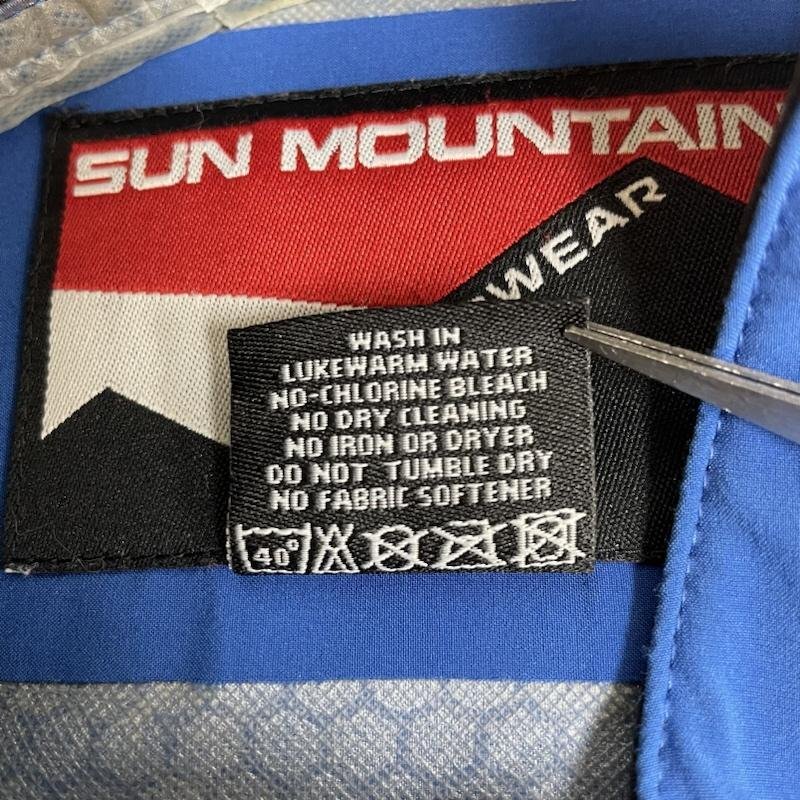 SUN MOUNTAIN
WEAR
WASH IN
LUKEWARM WATER
NO-CHLORINE BLEACH
NO DRY CLEANING
NO IRON OR DRYER
DO NOT TUMBLE DRY
NO FABRIC SOFTENER
40°